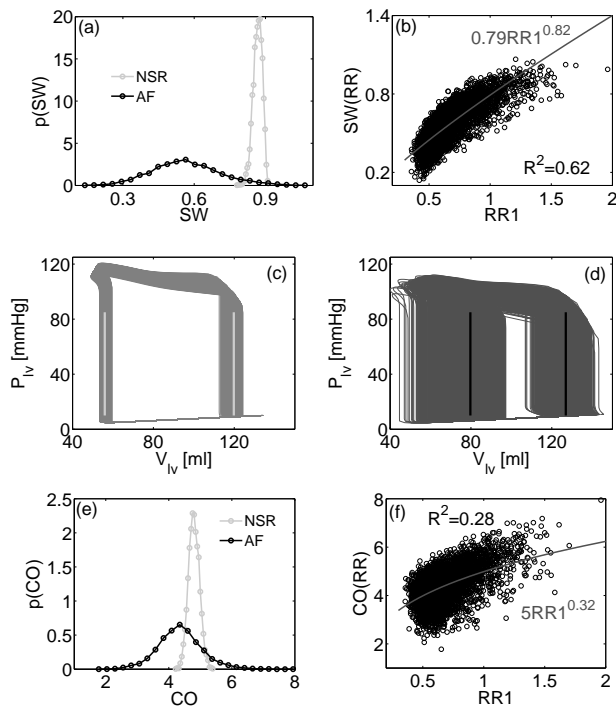 (a)
NSR
AF
p(SW)
20
15
10
5
0
0.3
0.6
0.9
SW
(b)
0.79RR1^0.82
R^2=0.62
SW(RR)
1.4
0.8
0.2
0.5
1
1.5
2
RR1
(c)
P_lv [mmHg]
120
80
40
0
40
60
80
100
120
V_lv [ml]
(d)
P_lv [mmHg]
120
80
40
0
40
60
80
100
120
V_lv [ml]
(e)
NSR
AF
p(CO)
2.5
2
1.5
1
0.5
0
2
4
6
8
CO
(f)
R^2=0.28
5RR1^0.32
CO(RR)
8
6
4
2
0.5
1
1.5
2
RR1